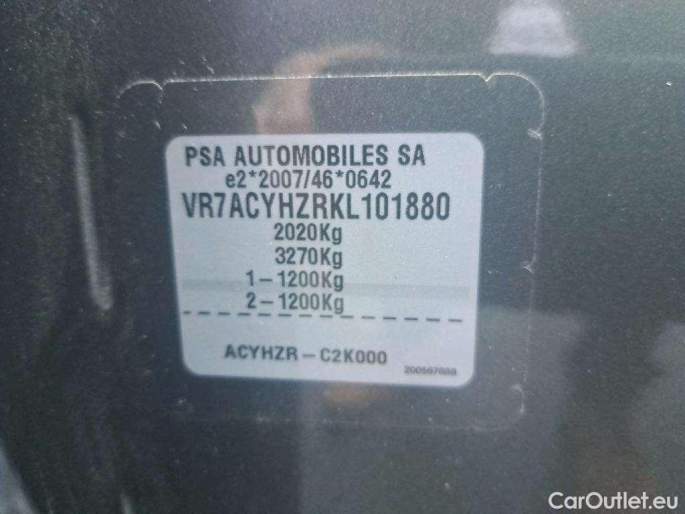 PSA AUTOMOBILES SA
e2*2007/46*0642
VR7ACYHZRKL101880
2020Kg
3270Kg
1-1200Kg
2-1200Kg
ACYHZR-C2K000
CarOutlet.eu